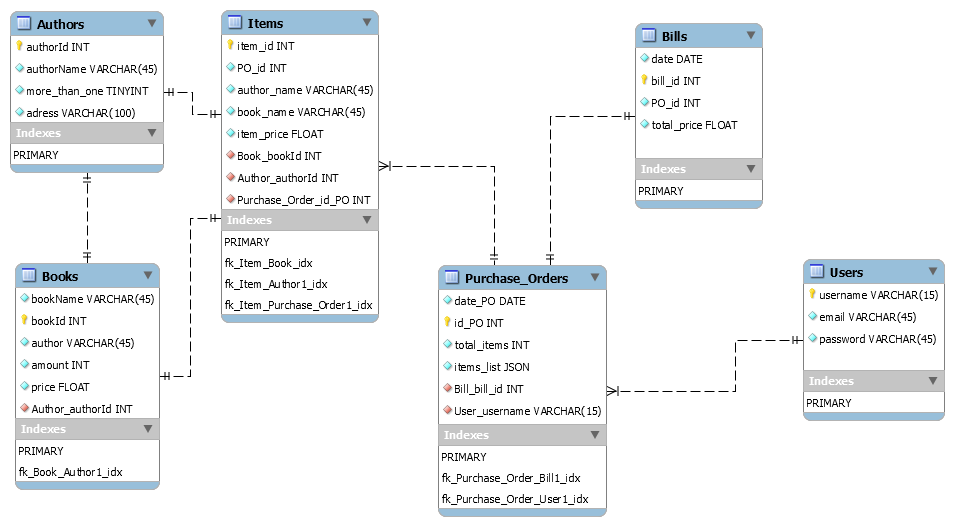 Authors
authorId INT
authorName VARCHAR(45)
more_than_one TINYINT
adress VARCHAR(100)
Indexes
PRIMARY
Items
item_id INT
PO_id INT
author_name VARCHAR(45)
book_name VARCHAR(45)
item_price FLOAT
Book_bookId INT
Author_authorId INT
Purchase_Order_id_PO INT
Indexes
PRIMARY
fk_Item_Book_idx
fk_Item_Author1_idx
fk_Item_Purchase_Order1_idx
Bills
date DATE
bill_id INT
PO_id INT
total_price FLOAT
Indexes
PRIMARY
Books
bookName VARCHAR(45)
bookId INT
author VARCHAR(45)
amount INT
price FLOAT
Author_authorId INT
Indexes
PRIMARY
fk_Book_Author1_idx
Purchase_Orders
date_PO DATE
id_PO INT
total_items INT
items_list JSON
Bill_bill_id INT
User_username VARCHAR(15)
Indexes
PRIMARY
fk_Purchase_Order_Bill1_idx
fk_Purchase_Order_User1_idx
Users
username VARCHAR(15)
email VARCHAR(45)
password VARCHAR(45)
Indexes
PRIMARY